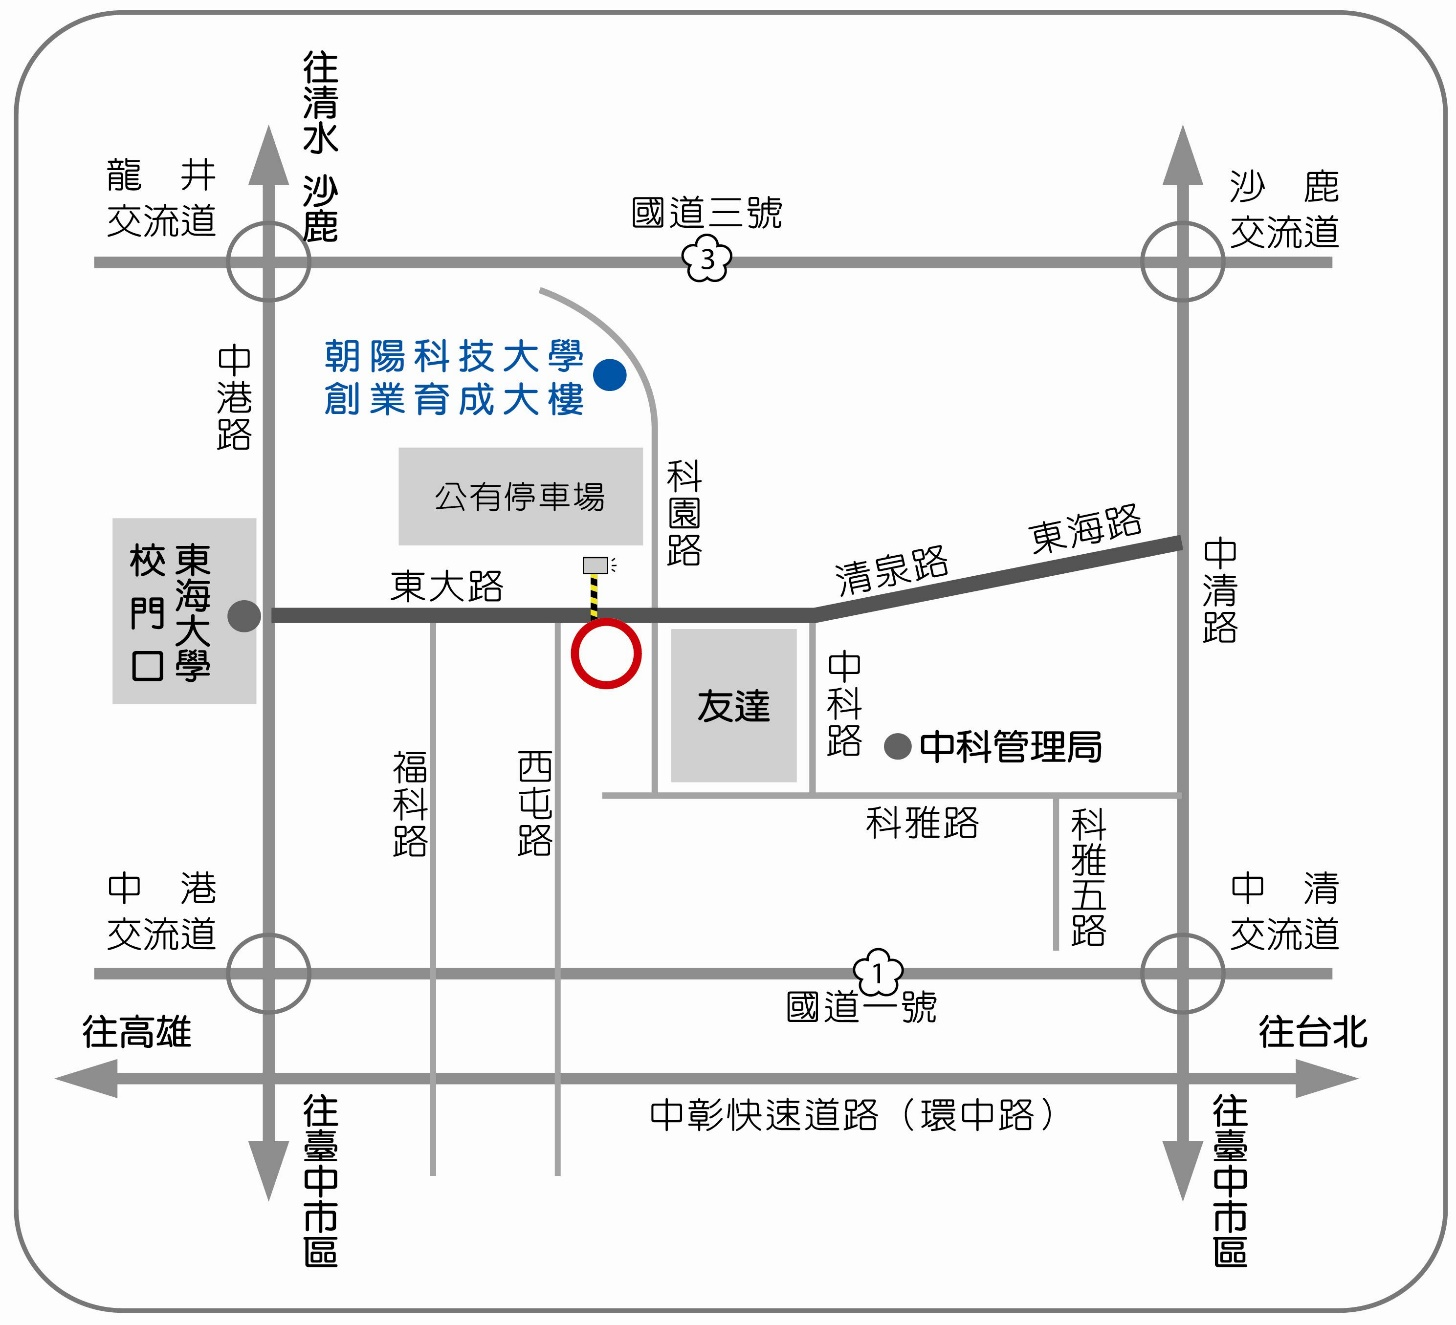 往清水 沙鹿
龍 井
交流道
國道三號
3
沙 鹿
交流道
中港路
朝陽科技大學
創業育成大樓
公有停車場
科園路
東海大學
校門口
東大路
清泉路
東海路
中清路
友達
中科路
中科管理局
福科路
西屯路
科雅路
科雅五路
中 港
交流道
中 清
交流道
1
國道一號
往高雄
往台北
中彰快速道路（環中路）
往臺中市區
往臺中市區